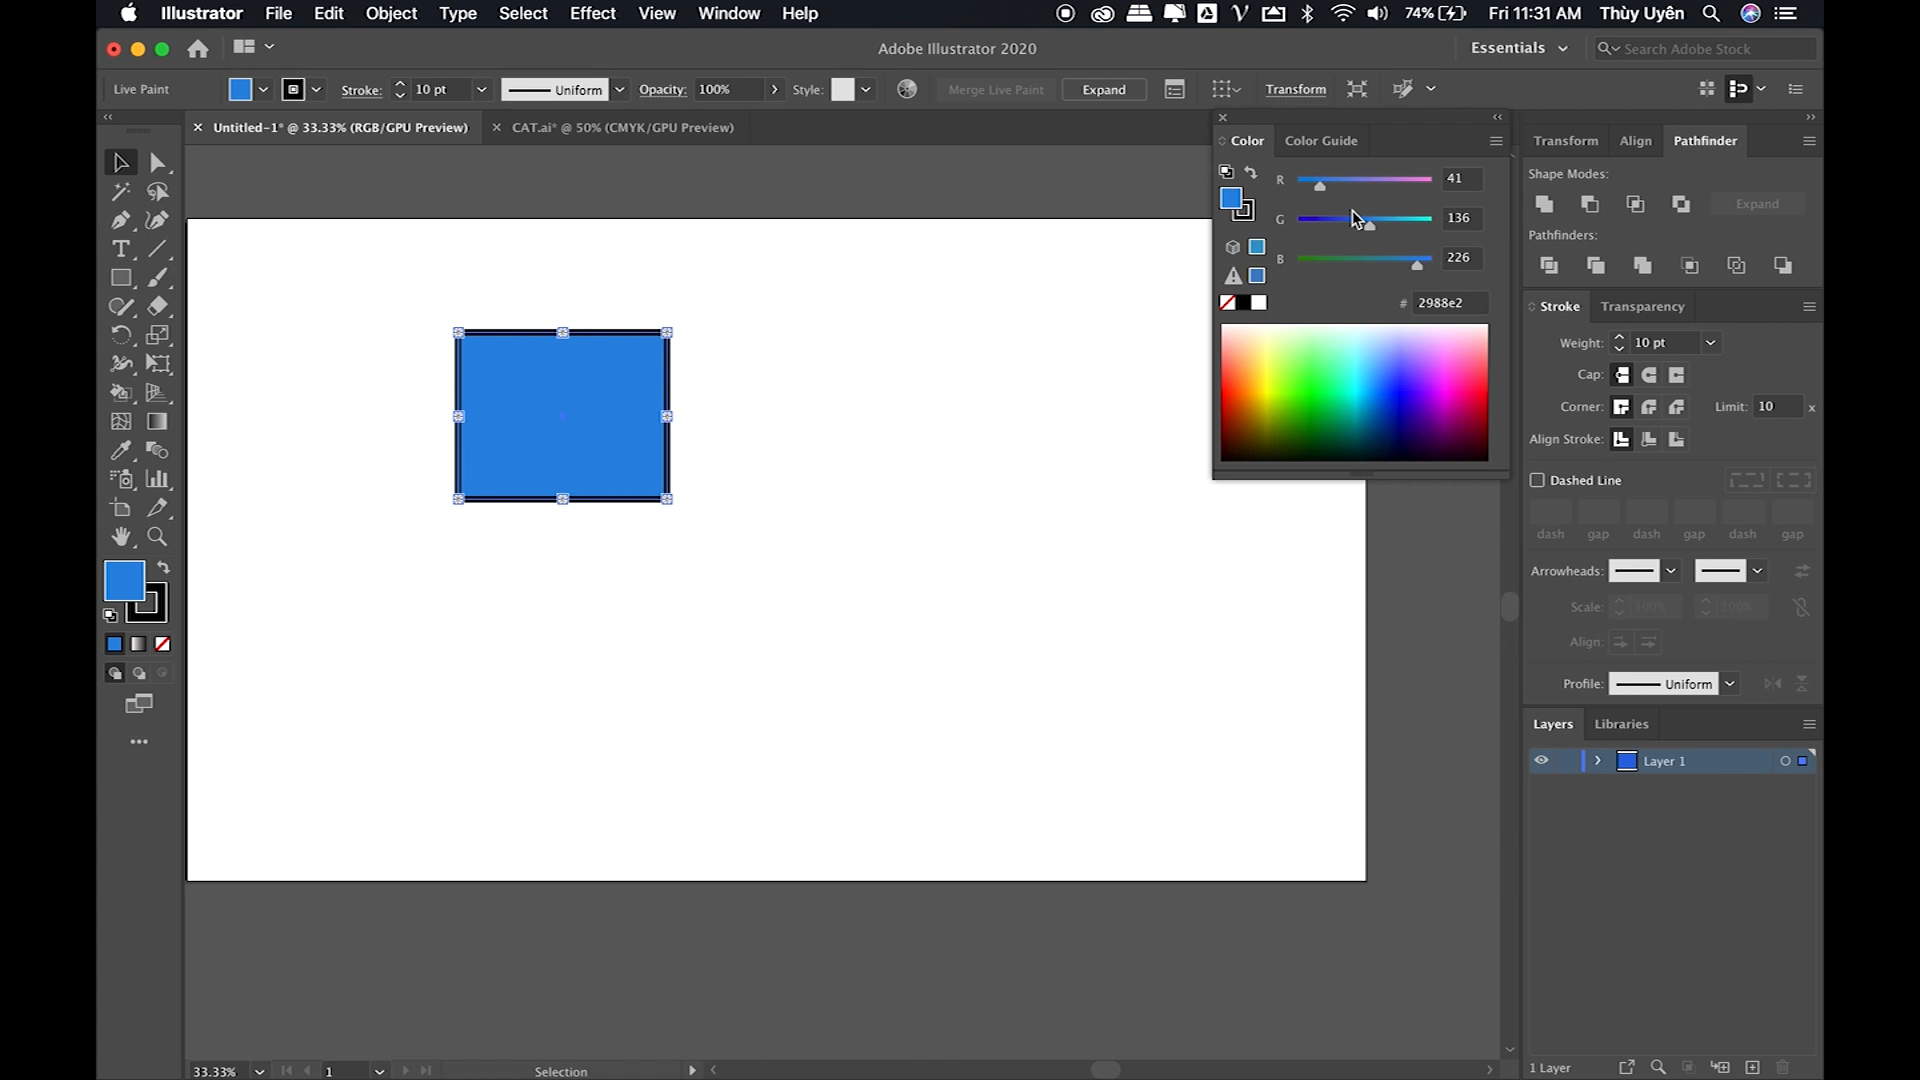 Illustrator File Edit Object Type Select Effect View Window Help 74% Fri 11:31 AM Thùy Uyên
Adobe Illustrator 2020 Essentials Search Adobe Stock
Live Paint Stroke: 10 pt Uniform Opacity: 100% Style: Merge Live Paint Expand Transform
Untitled-1* @ 33.33% (RGB/GPU Preview) CAT.ai* @ 50% (CMYK/GPU Preview)
Color Color Guide
R 41
G 136
B 226
# 2988e2
Transform Align Pathfinder
Shape Modes:
Expand
Pathfinders:
Stroke Transparency
Weight: 10 pt
Cap:
Corner: Limit: 10 x
Align Stroke:
Dashed Line
dash gap dash gap dash gap
Arrowheads:
Scale: 100% 100%
Align:
Profile: Uniform
Layers Libraries
Layer 1
33.33% 1 Selection
1 Layer